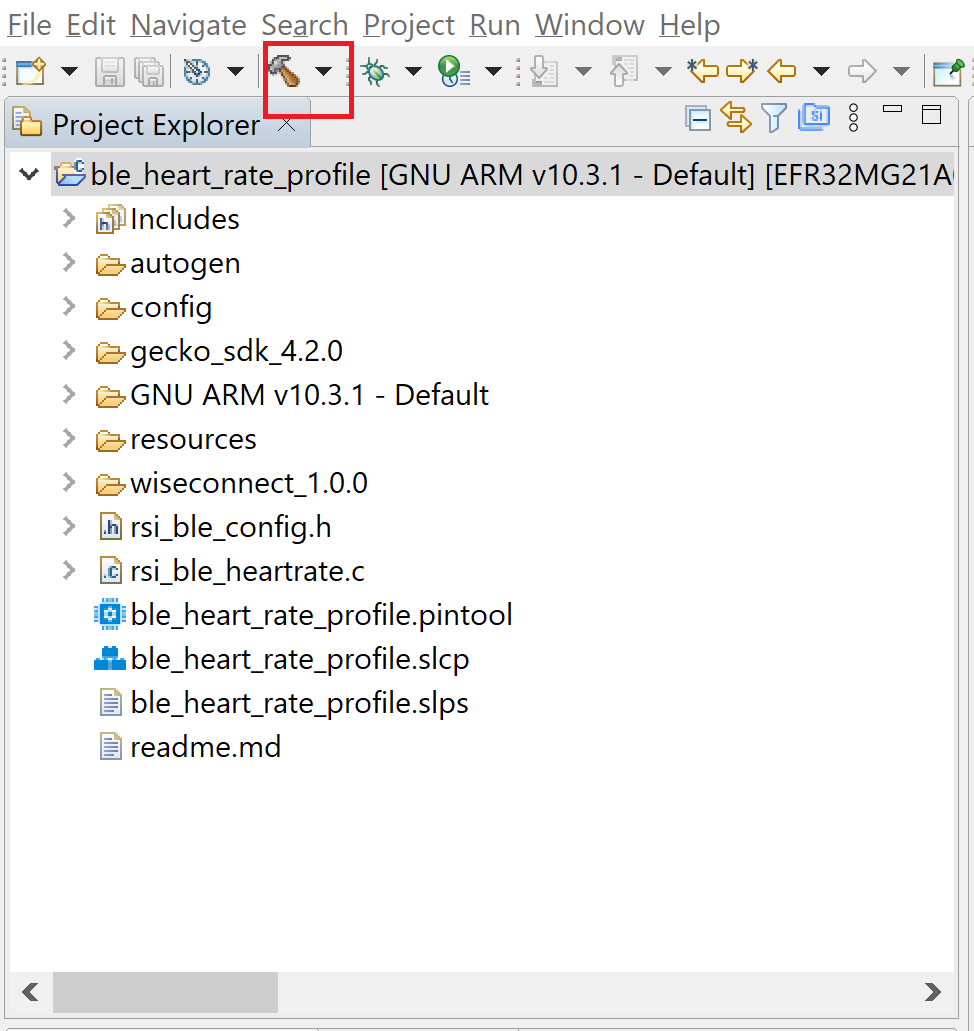 File Edit Navigate Search Project Run Window Help
Project Explorer
ble_heart_rate_profile [GNU ARM v10.3.1 - Default] [EFR32MG21A
Includes
autogen
config
gecko_sdk_4.2.0
GNU ARM v10.3.1 - Default
resources
wiseconnect_1.0.0
rsi_ble_config.h
rsi_ble_heartrate.c
ble_heart_rate_profile.pintool
ble_heart_rate_profile.slcp
ble_heart_rate_profile.slps
readme.md